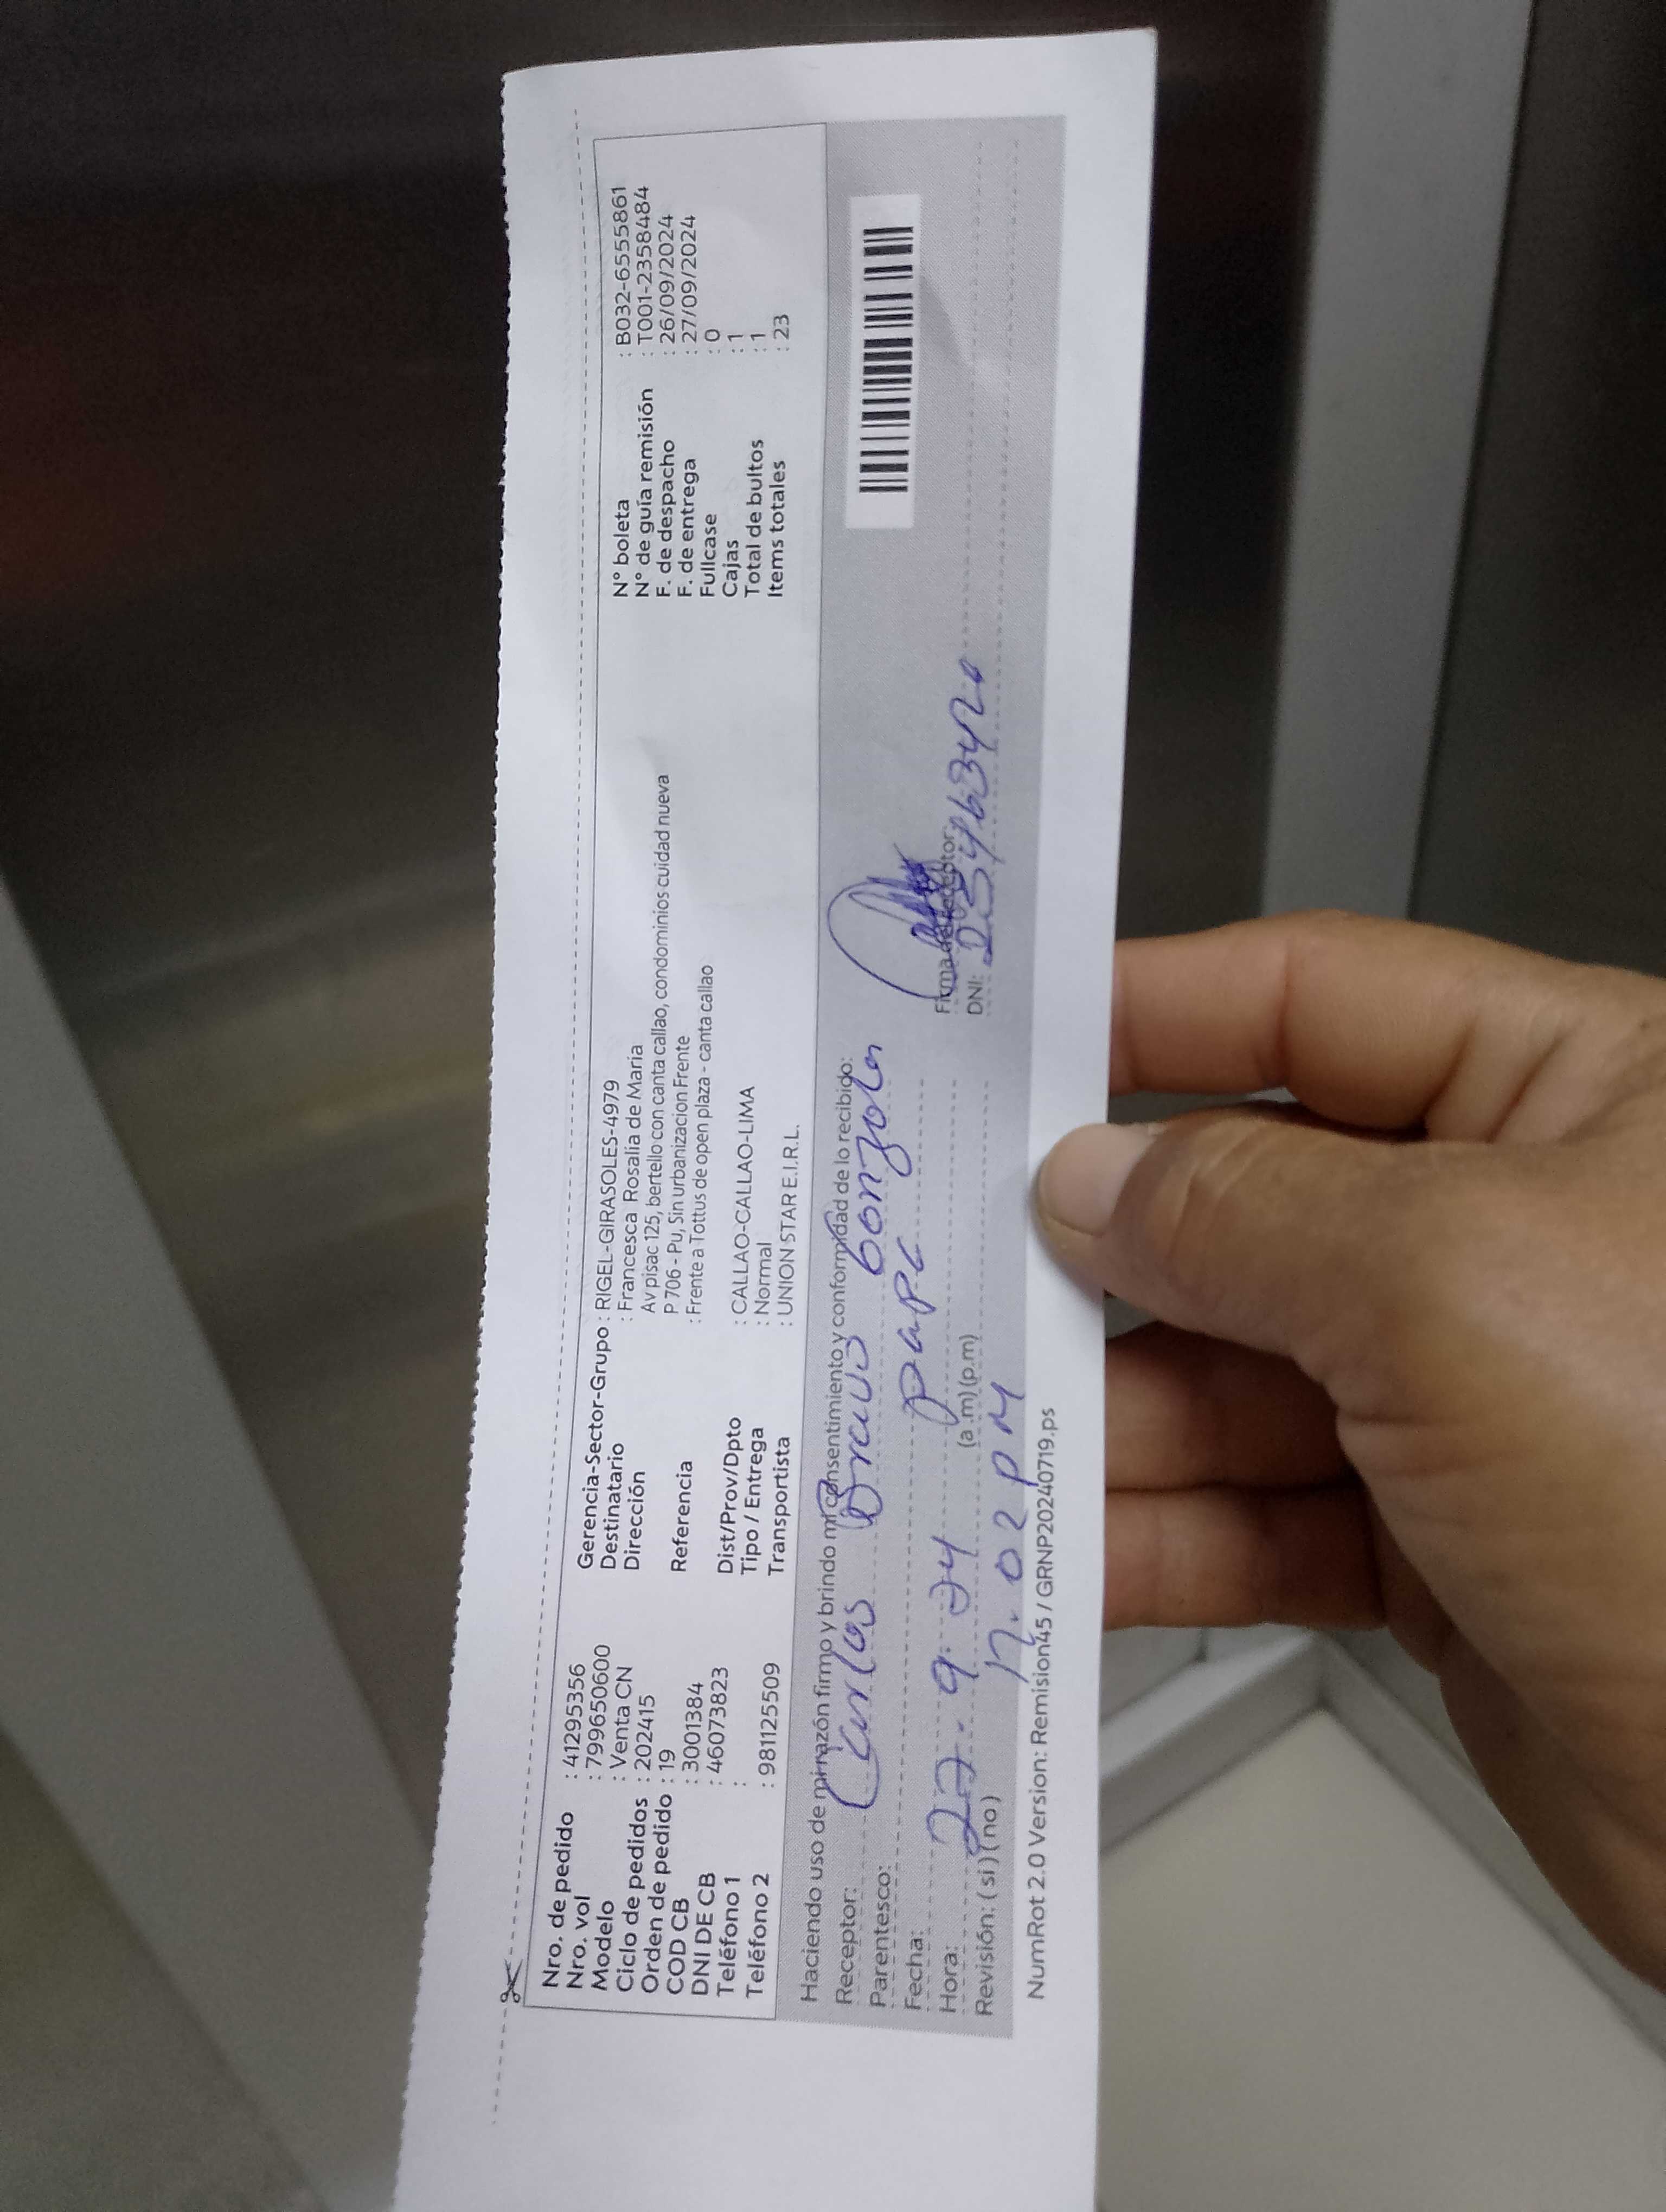 Nro. de pedido : 41295356
Nro. vol : 799650600
Modelo : Venta CN
Ciclo de pedidos : 202415
Orden de pedido : 19
COD CB : 3001384
DNI DE CB : 46073823
Teléfono 1 :
Teléfono 2 : 981125509
Gerencia-Sector-Grupo : RIGEL-GIRASOLES-4979
Destinatario : Francesca Rosalia de Maria
Dirección Av pisac 125, bertello con canta callao, condominios cuidad nueva
P 706 - Pu, Sin urbanizacion Frente
Referencia : Frente a Tottus de open plaza - canta callao
Dist/Prov/Dpto : CALLAO-CALLAO-LIMA
Tipo / Entrega : Normal
Transportista : UNION STAR E.I.R.L.
N° boleta : B032-6555861
N° de guía remisión : T001-2358484
F. de despacho : 26/09/2024
F. de entrega : 27/09/2024
Fullcase : 0
Cajas : 1
Total de bultos : 1
Items totales : 23
Haciendo uso de mi razón firmo y brindo mi consentimiento y conformidad de lo recibido:
Receptor: Carlos Bravo Gonzales
Parentesco: papa
Fecha: 27. 9. 24
Hora: 02 PM (a.m) (p.m)
Revisión: (si) (no)
Firma del receptor
DNI:
NumRot 2.0 Version: Remision45 / GRNP20240719.ps